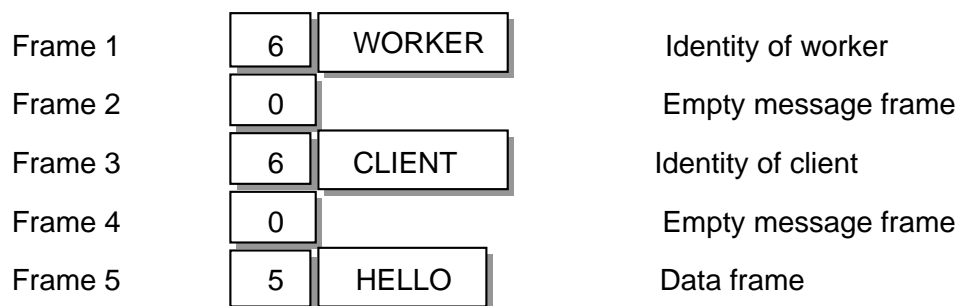 Frame 1 6 WORKER Identity of worker
Frame 2 0 Empty message frame
Frame 3 6 CLIENT Identity of client
Frame 4 0 Empty message frame
Frame 5 5 HELLO Data frame